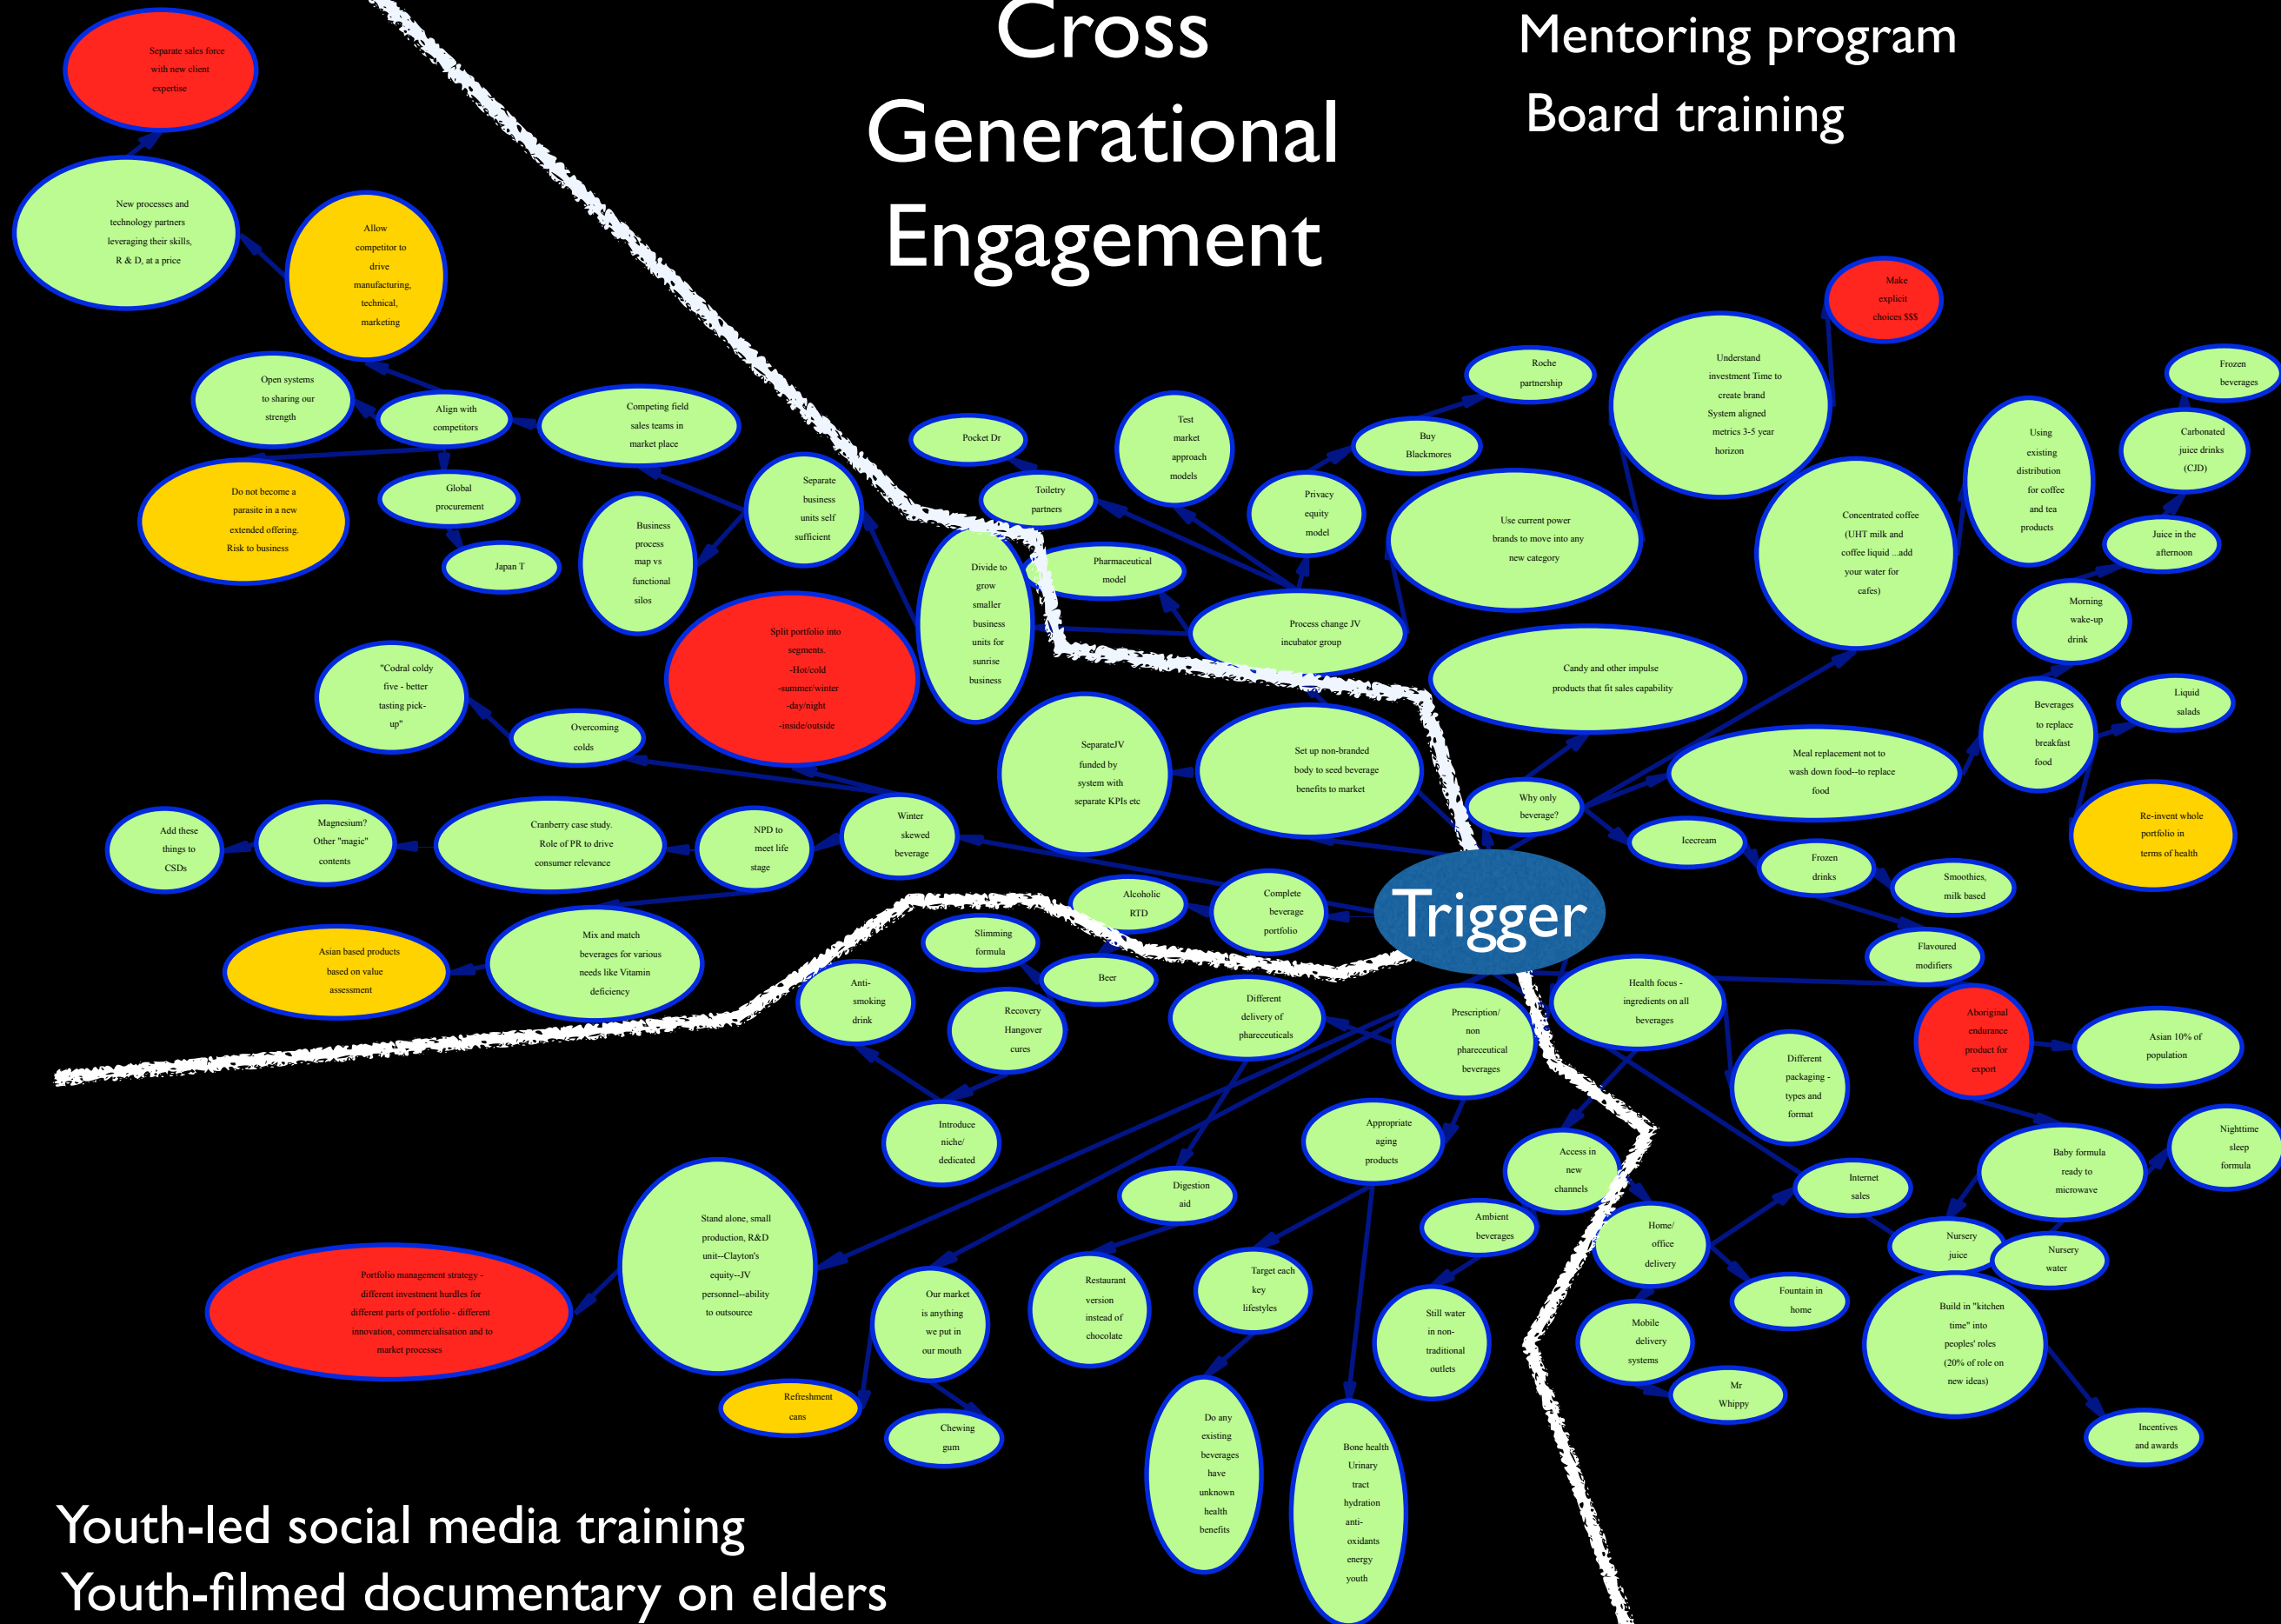 Cross
Generational
Engagement
Mentoring program
Board training
Separate sales force
with new client
expertise
New processes and
technology partners
leveraging their skills,
R & D, at a price
Allow
competitor to
drive
manufacturing,
technical,
marketing
Open systems
to sharing our
strength
Align with
competitors
Competing field
sales teams in
market place
Do not become a
parasite in a new
extended offering.
Risk to business
Global
procurement
Japan T
Business
process
map vs
functional
silos
Separate
business
units self
sufficient
Pocket Dr
Toiletry
partners
Test
market
approach
models
Privacy
equity
model
Buy
Blackmores
Roche
partnership
Understand
investment Time to
create brand
System aligned
metrics 3-5 year
horizon
Make
explicit
choices $$$
Use current power
brands to move into any
new category
Concentrated coffee
(UHT milk and
coffee liquid ...add
your water for
cafes)
Using
existing
distribution
for coffee
and tea
products
Frozen
beverages
Carbonated
juice drinks
(CJD)
Juice in the
afternoon
Morning
wake-up
drink
Divide to
grow
smaller
business
units for
sunrise
business
Pharmaceutical
model
Process change JV
incubator group
Candy and other impulse
products that fit sales capability
Split portfolio into
segments.
-Hot/cold
-summer/winter
-day/night
-inside/outside
"Codral coldy
five - better
tasting pick-
up"
Overcoming
colds
SeparateJV
funded by
system with
separate KPIs etc
Set up non-branded
body to seed beverage
benefits to market
Why only
beverage?
Meal replacement not to
wash down food--to replace
food
Beverages
to replace
breakfast
food
Liquid
salads
Re-invent whole
portfolio in
terms of health
Add these
things to
CSDs
Magnesium?
Other "magic"
contents
Cranberry case study.
Role of PR to drive
consumer relevance
NPD to
meet life
stage
Winter
skewed
beverage
Icecream
Frozen
drinks
Smoothies,
milk based
Flavoured
modifiers
Trigger
Complete
beverage
portfolio
Alcoholic
RTD
Beer
Slimming
formula
Asian based products
based on value
assessment
Mix and match
beverages for various
needs like Vitamin
deficiency
Anti-
smoking
drink
Recovery
Hangover
cures
Introduce
niche/
dedicated
Different
delivery of
phareceuticals
Prescription/
non
phareceutical
beverages
Health focus -
ingredients on all
beverages
Different
packaging -
types and
format
Aboriginal
endurance
product for
export
Asian 10% of
population
Appropriate
aging
products
Access in
new
channels
Internet
sales
Baby formula
ready to
microwave
Nighttime
sleep
formula
Digestion
aid
Ambient
beverages
Home/
office
delivery
Nursery
juice
Nursery
water
Portfolio management strategy -
different investment hurdles for
different parts of portfolio - different
innovation, commercialisation and to
market processes
Stand alone, small
production, R&D
unit--Clayton's
equity--JV
personnel--ability
to outsource
Our market
is anything
we put in
our mouth
Restaurant
version
instead of
chocolate
Target each
key
lifestyles
Still water
in non-
traditional
outlets
Mobile
delivery
systems
Fountain in
home
Build in "kitchen
time" into
peoples' roles
(20% of role on
new ideas)
Refreshment
cans
Chewing
gum
Mr
Whippy
Incentives
and awards
Do any
existing
beverages
have
unknown
health
benefits
Bone health
Urinary
tract
hydration
anti-
oxidants
energy
youth
Youth-led social media training
Youth-filmed documentary on elders